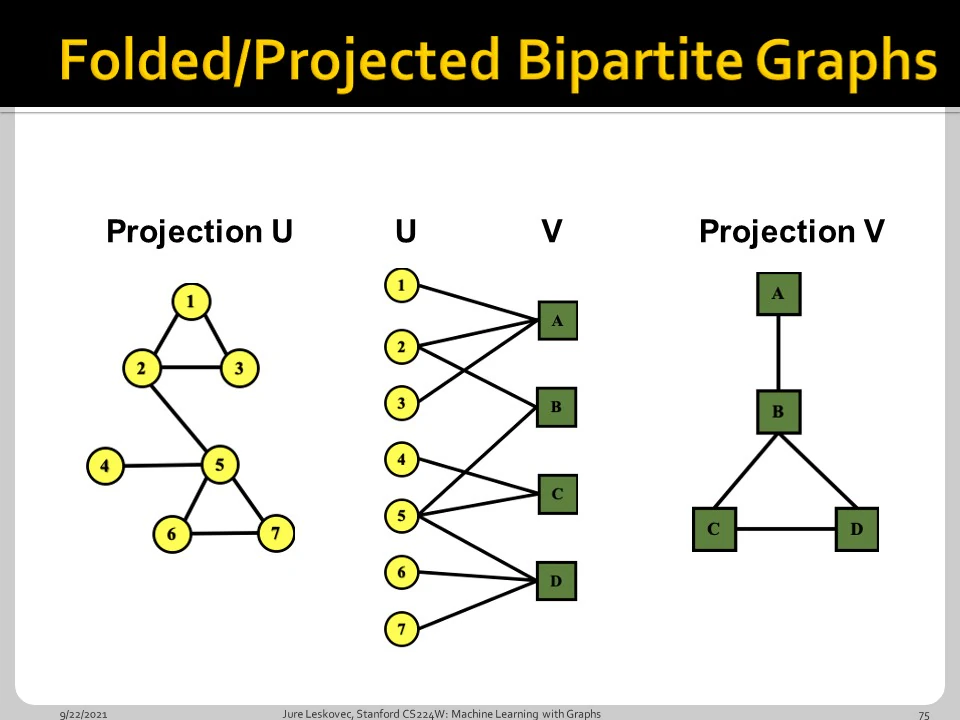 Folded/Projected Bipartite Graphs
Projection U
U
V
Projection V
1
2
3
4
5
6
7
1
2
3
4
5
6
7
A
B
C
D
A
B
C
D
9/22/2021
Jure Leskovec, Stanford CS224W: Machine Learning with Graphs
75